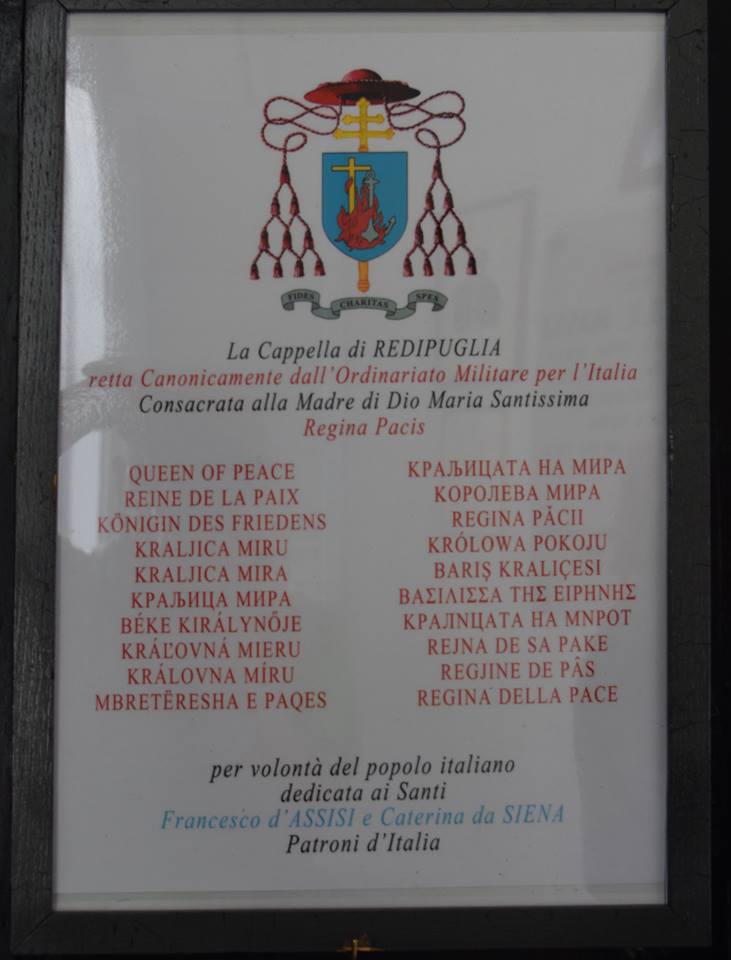 FIDES CHARITAS SPES
La Cappella di REDIPUGLIA
retta Canonicamente dall'Ordinariato Militare per l'Italia
Consacrata alla Madre di Dio Maria Santissima
Regina Pacis
QUEEN OF PEACE
REINE DE LA PAIX
KÖNIGIN DES FRIEDENS
KRALJICA MIRU
KRALJICA MIRA
КРАЉИЦА МИРА
BÉKE KIRÁLYNŐJE
KRÁĽOVNÁ MIERU
KRÁLOVNA MÍRU
MBRETËRESHA E PAQES
КРАЉИЦАТА НА МИРА
КОРОЛЕВА МИРА
REGINA PĂCII
KRÓLOWA POKOJU
BARIŞ KRALIÇESI
ΒΑΣΙΛΙΣΣΑ ΤΗΣ ΕΙΡΗΝΗΣ
КРАЛNЦАТА НА МNРОТ
REJNA DE SA PAKE
REGJINE DE PÂS
REGINA DELLA PACE
per volontà del popolo italiano
dedicata ai Santi
Francesco d'ASSISI e Caterina da SIENA
Patroni d'Italia